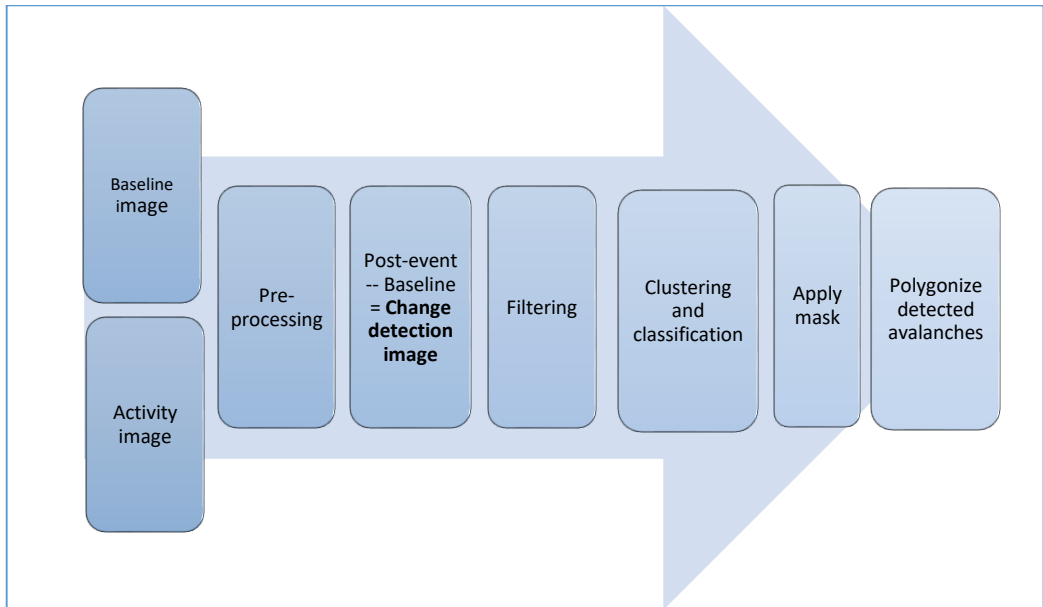 Baseline
image
Activity
image
Pre-
processing
Post-event
-- Baseline
= Change
detection
image
Filtering
Clustering
and
classification
Apply
mask
Polygonize
detected
avalanches